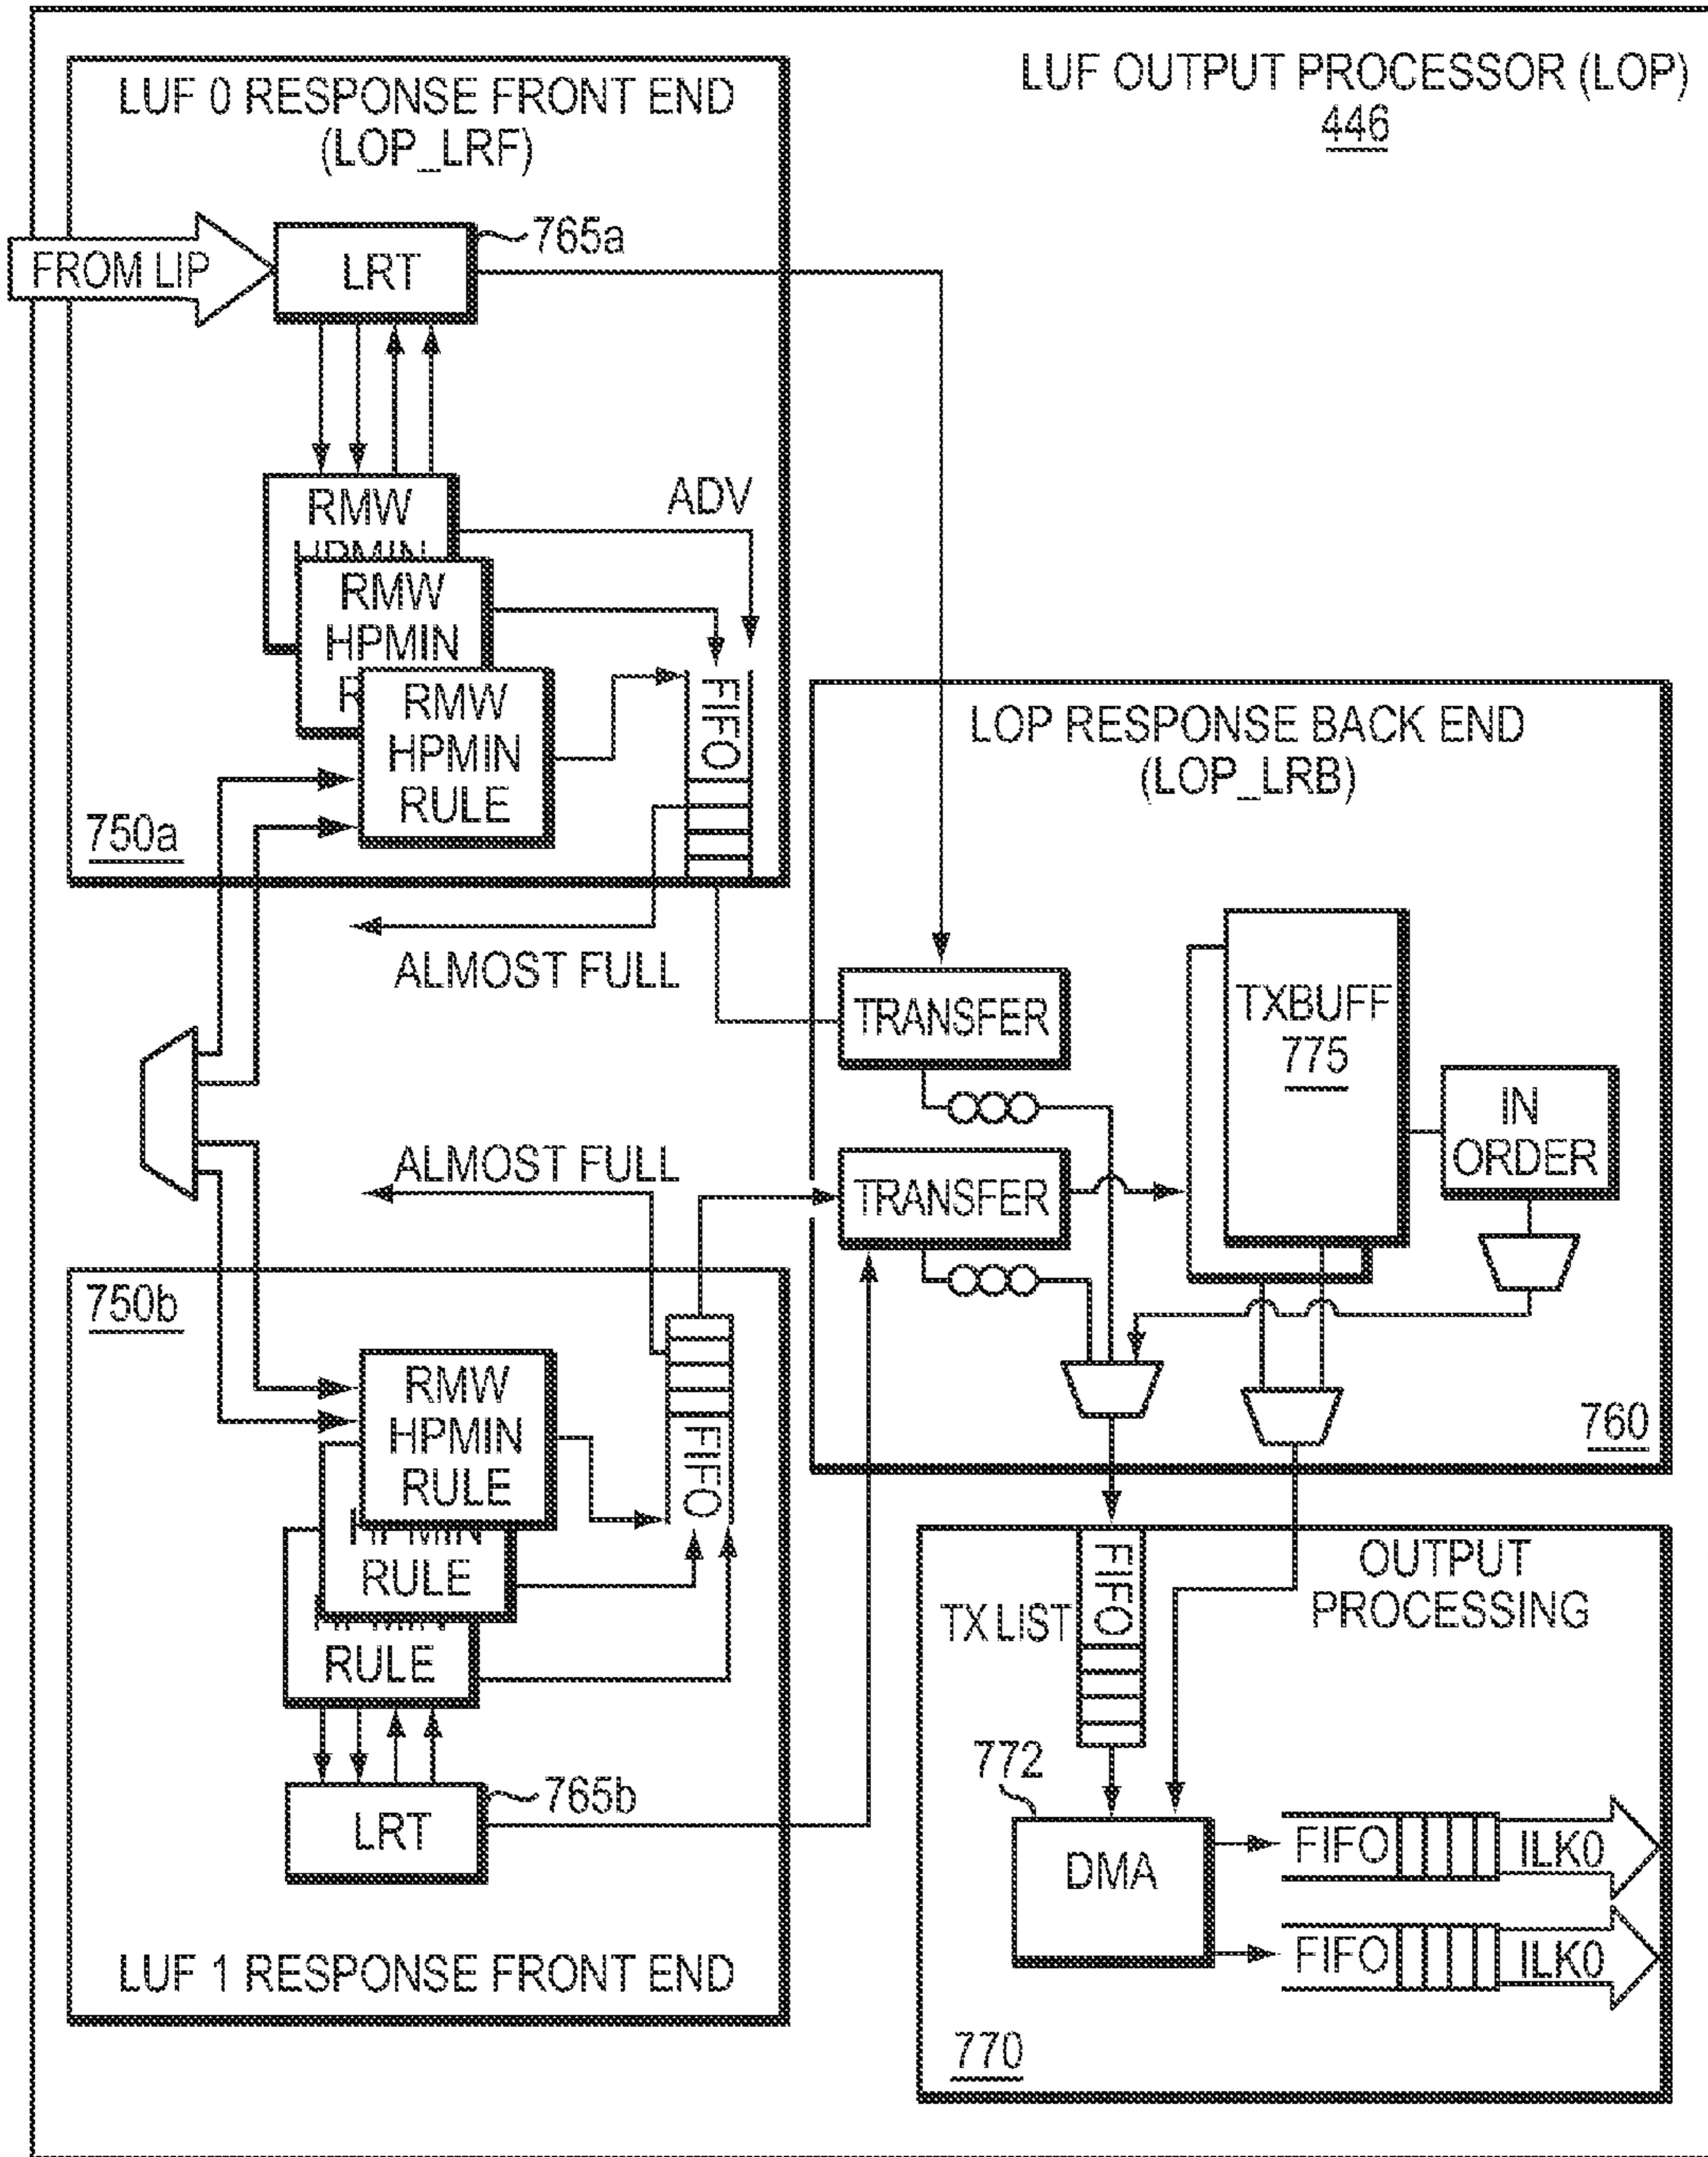 LUF OUTPUT PROCESSOR (LOP)
446
LUF 0 RESPONSE FRONT END
(LOP_LRF)
FROM LIP
LRT
765a
RMW
HPMIN
ADV
RMW
HPMIN
R
RMW
HPMIN
RULE
FIFO
750a
ALMOST FULL
LOP RESPONSE BACK END
(LOP_LRB)
TRANSFER
TXBUFF
775
IN
ORDER
ALMOST FULL
TRANSFER
760
750b
RMW
HPMIN
RULE
HPMIN
RULE
RULE
FIFO
LRT
765b
LUF 1 RESPONSE FRONT END
OUTPUT
PROCESSING
TX LIST
FIFO
772
DMA
FIFO
ILK0
FIFO
ILK0
770